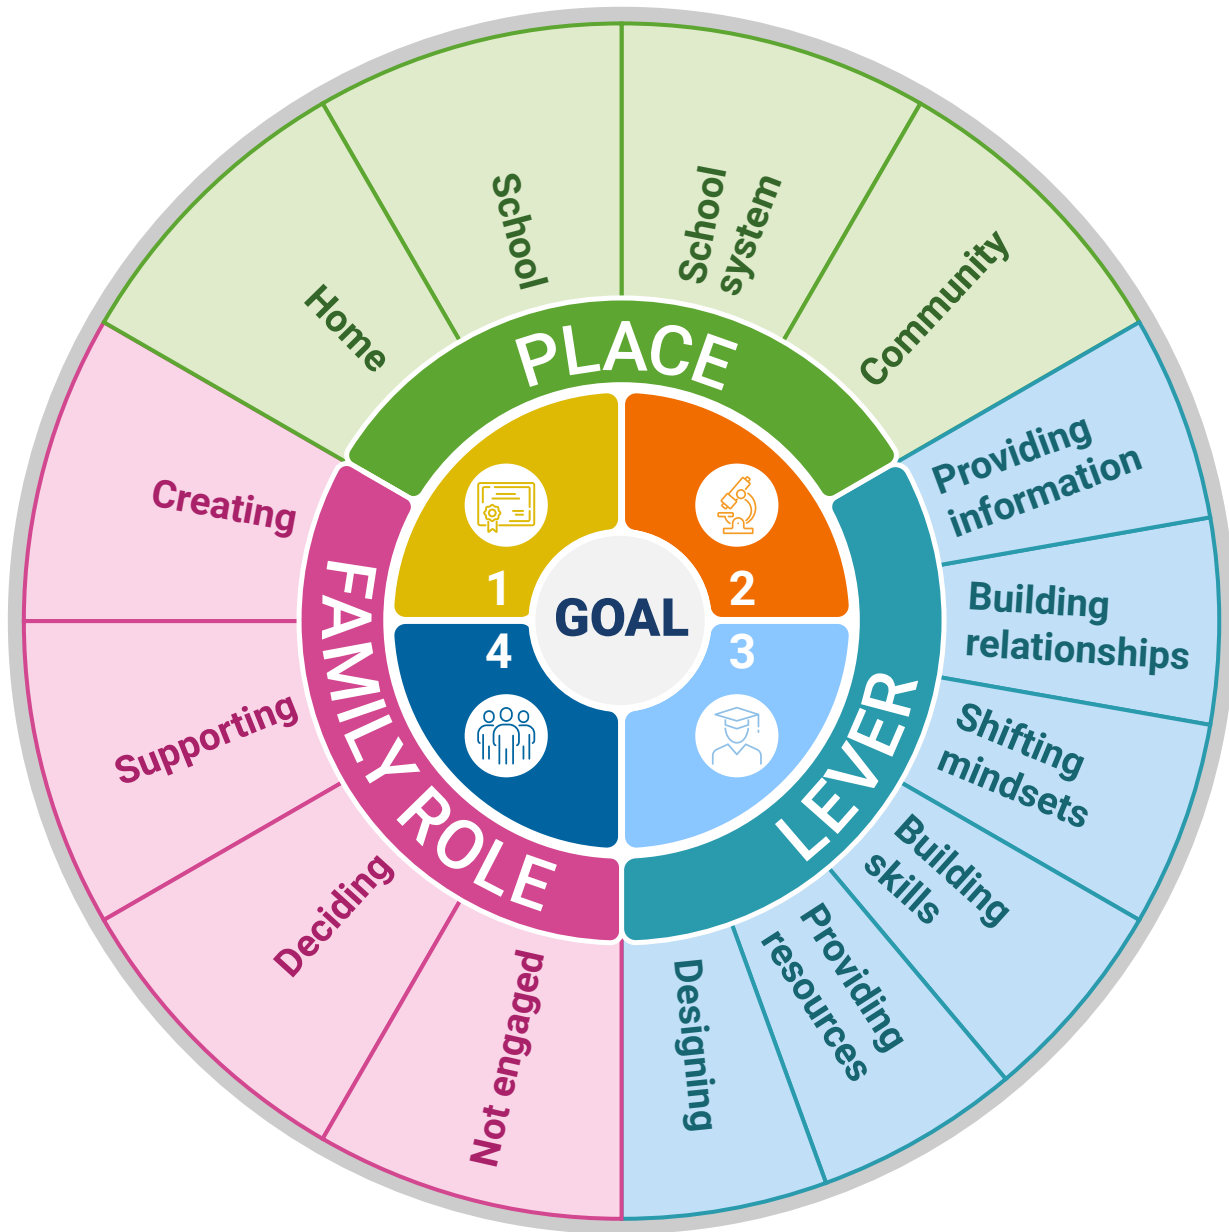 Home
School
School
system
Community
PLACE
Providing
information
Building
relationships
Shifting
mindsets
Building
skills
Providing
resources
Designing
LEVER
Creating
Supporting
Deciding
Not engaged
FAMILY ROLE
1
2
GOAL
4
3